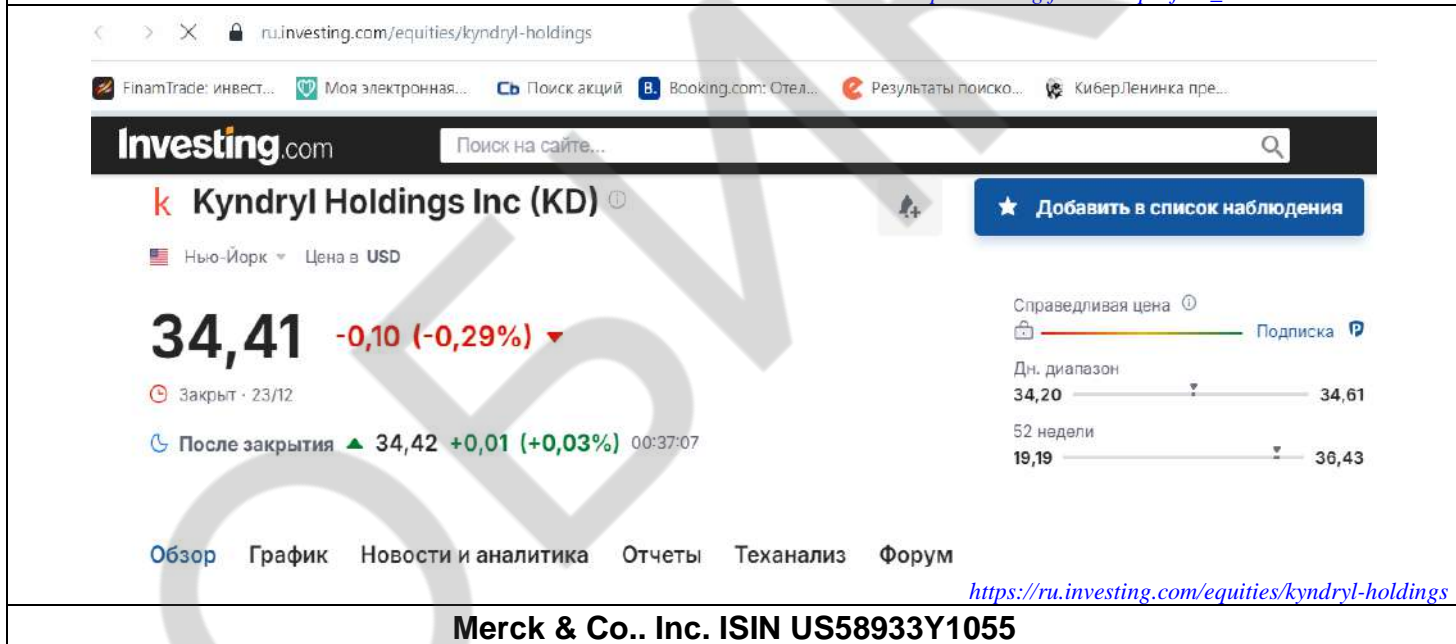 ru.investing.com/equities/kyndryl-holdings
FinamTrade: инвест... Моя электронная... Cb Поиск акций B. Booking.com: Отел... Результаты поиско... КиберЛенинка пре...
Investing.com Поиск на сайте...
k Kyndryl Holdings Inc (KD) Добавить в список наблюдения
Нью-Йорк Цена в USD
Справедливая цена
34,41 -0,10 (-0,29%) Подписка P
Дн. диапазон
Закрыт · 23/12 34,20 34,61
52 недели
После закрытия 34,42 +0,01 (+0,03%) 00:37:07
19,19 36,43
Обзор График Новости и аналитика Отчеты Теханализ Форум
https://ru.investing.com/equities/kyndryl-holdings
Merck & Co., Inc. ISIN US58933Y1055